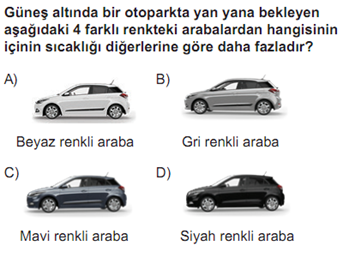 Güneş altında bir otoparkta yan yana bekleyen
aşağıdaki 4 farklı renkteki arabalardan hangisinin
içinin sıcaklığı diğerlerine göre daha fazladır?
A)
B)
Beyaz renkli araba
Gri renkli araba
C)
D)
Mavi renkli araba
Siyah renkli araba